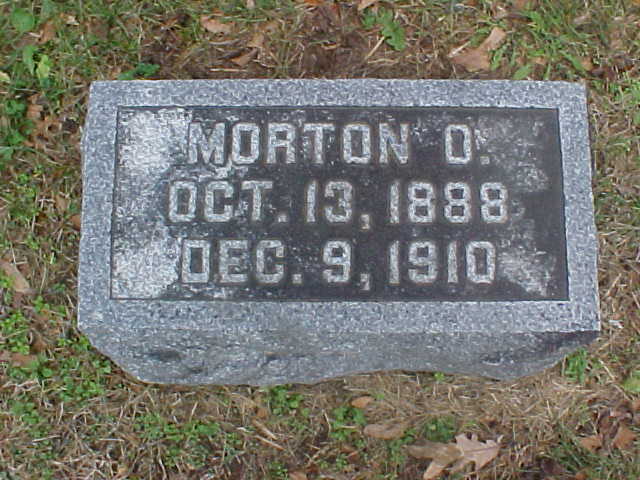 MORTON O.
OCT. 13, 1888
DEC. 9, 1910